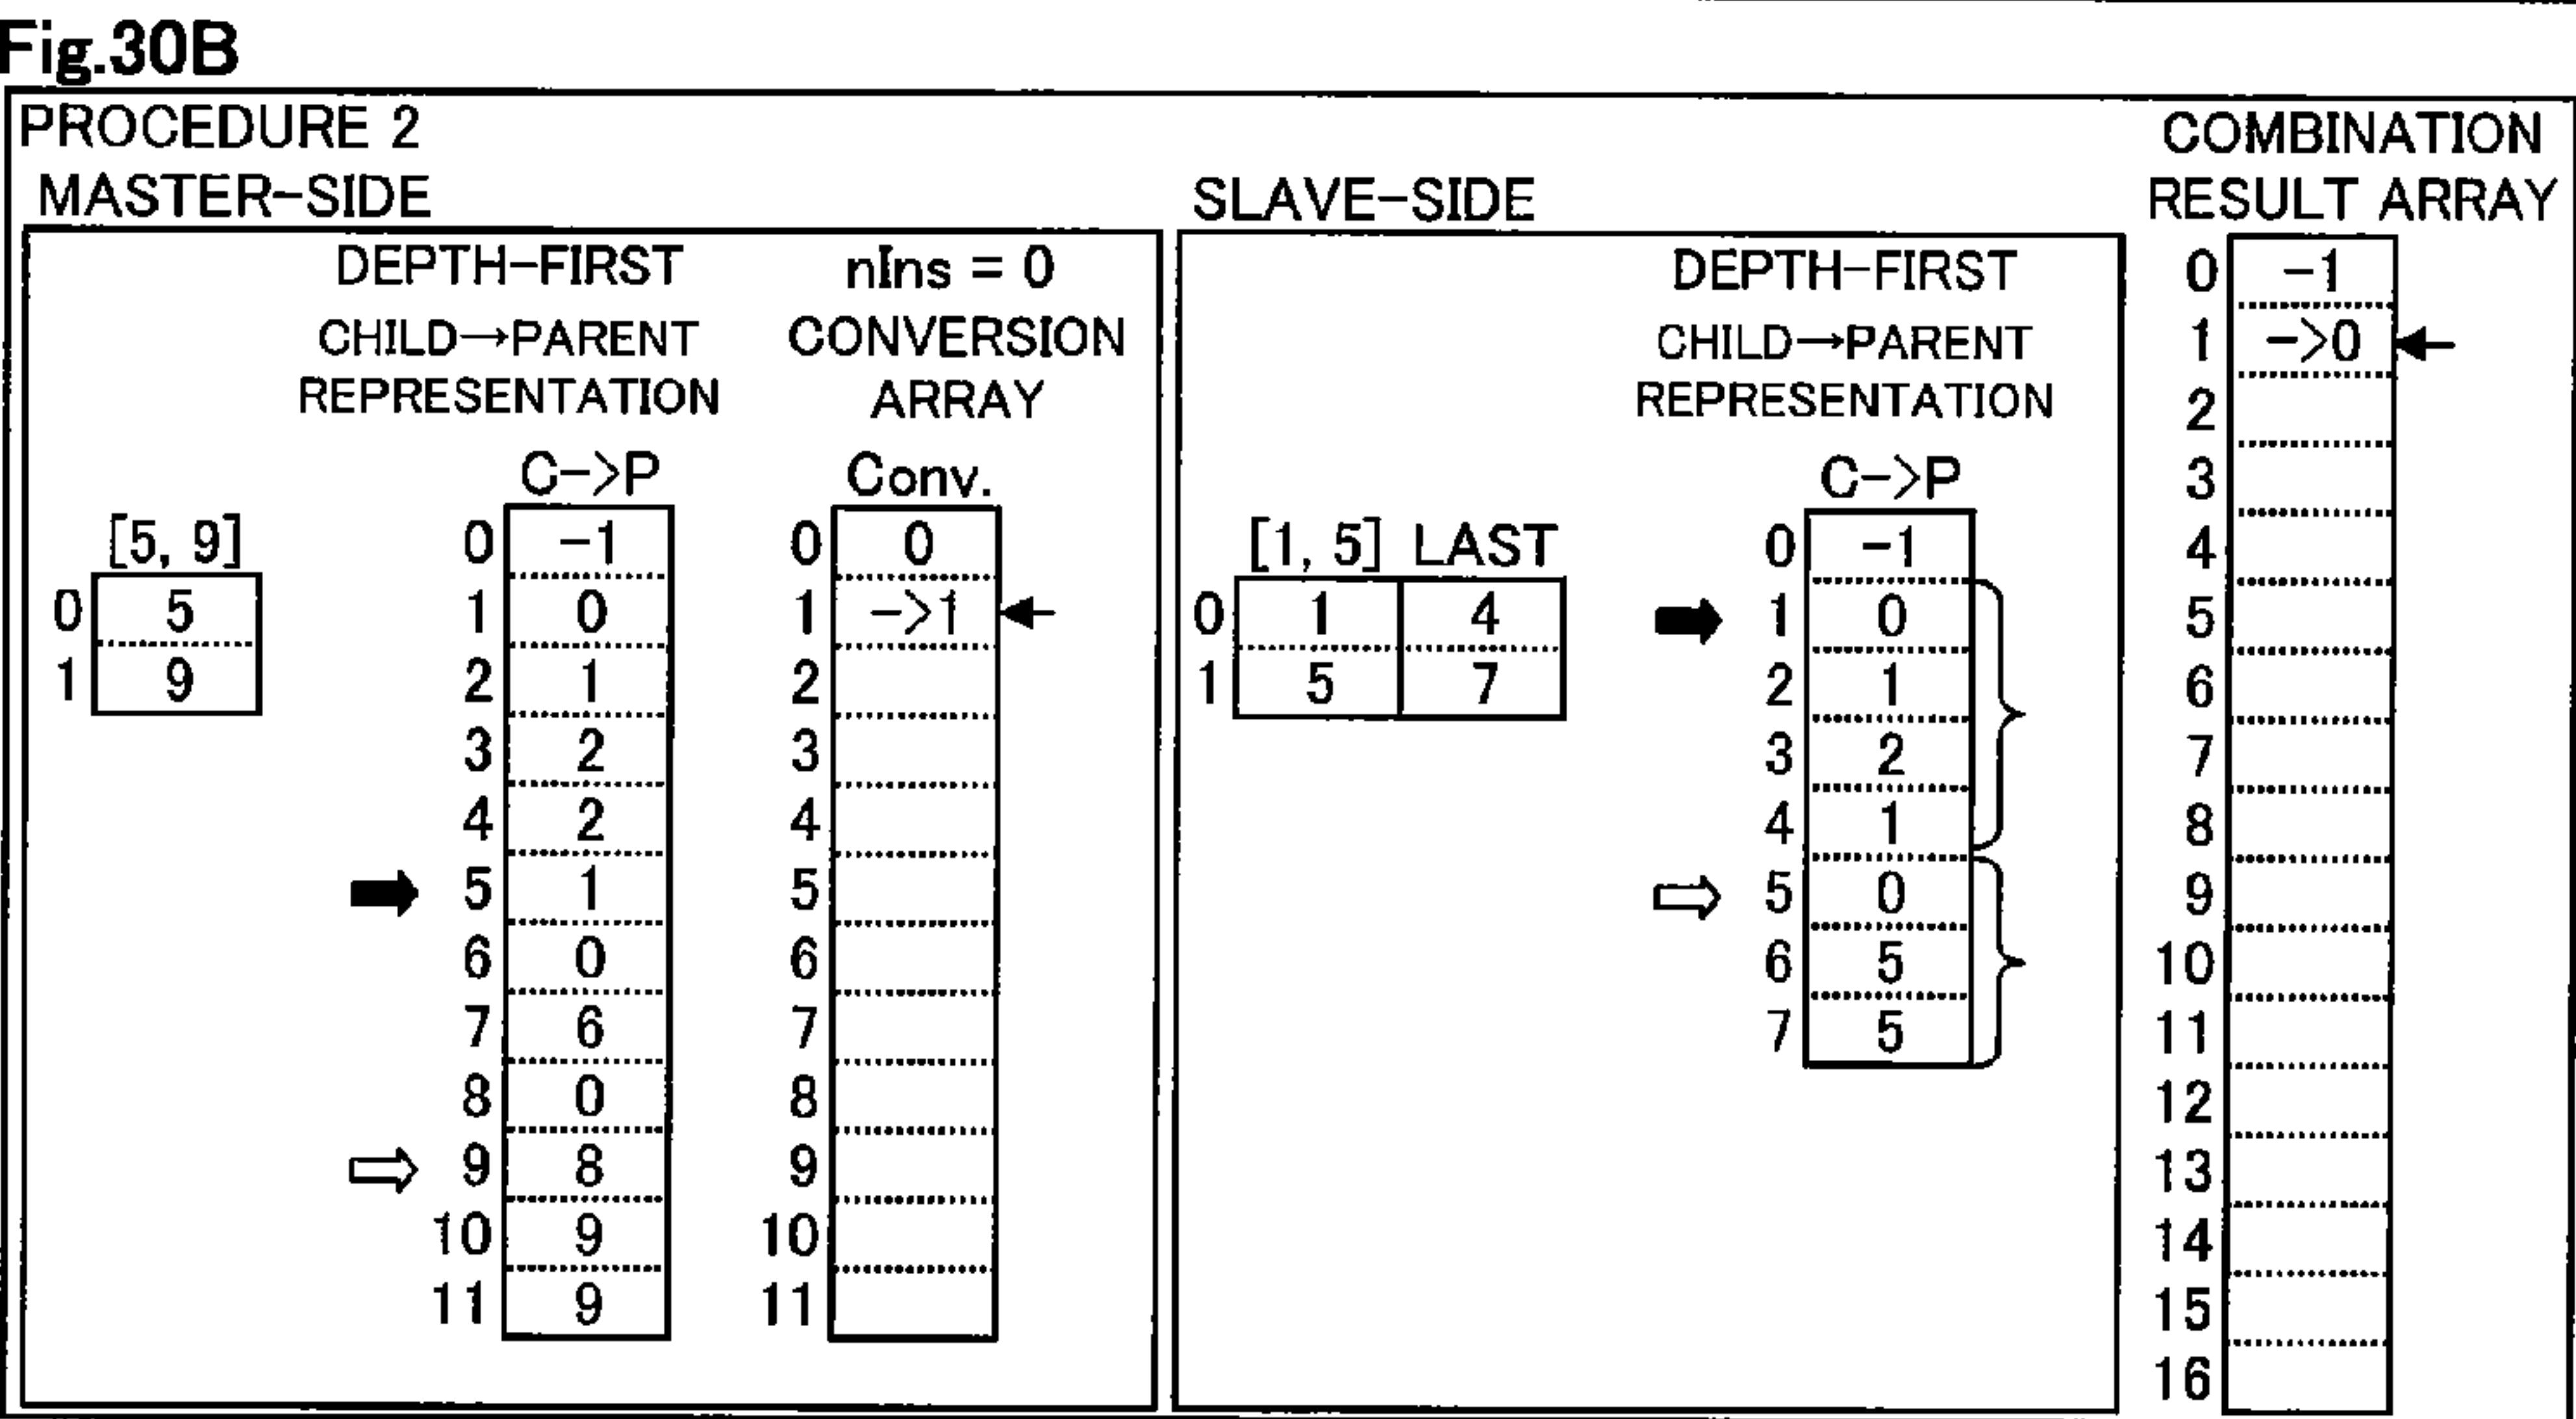 Fig.30B
PROCEDURE 2
MASTER-SIDE
DEPTH-FIRST
CHILD→PARENT
REPRESENTATION
nIns = 0
CONVERSION
ARRAY
[5, 9]
0 5
1 9
C->P
0 -1
1 0
2 1
3 2
4 2
5 1
6 0
7 6
8 0
9 8
10 9
11 9
Conv.
0 0
1 ->1
2
3
4
5
6
7
8
9
10
11
SLAVE-SIDE
DEPTH-FIRST
CHILD→PARENT
REPRESENTATION
[1, 5] LAST
0 1 4
1 5 7
C->P
0 -1
1 0
2 1
3 2
4 1
5 0
6 5
7 5
COMBINATION
RESULT ARRAY
0 -1
1 ->0
2
3
4
5
6
7
8
9
10
11
12
13
14
15
16